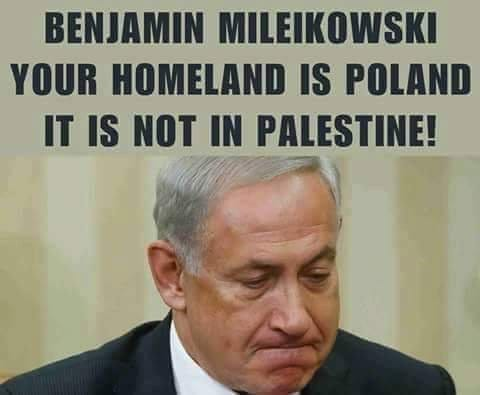 BENJAMIN MILEIKOWSKI
YOUR HOMELAND IS POLAND
IT IS NOT IN PALESTINE!